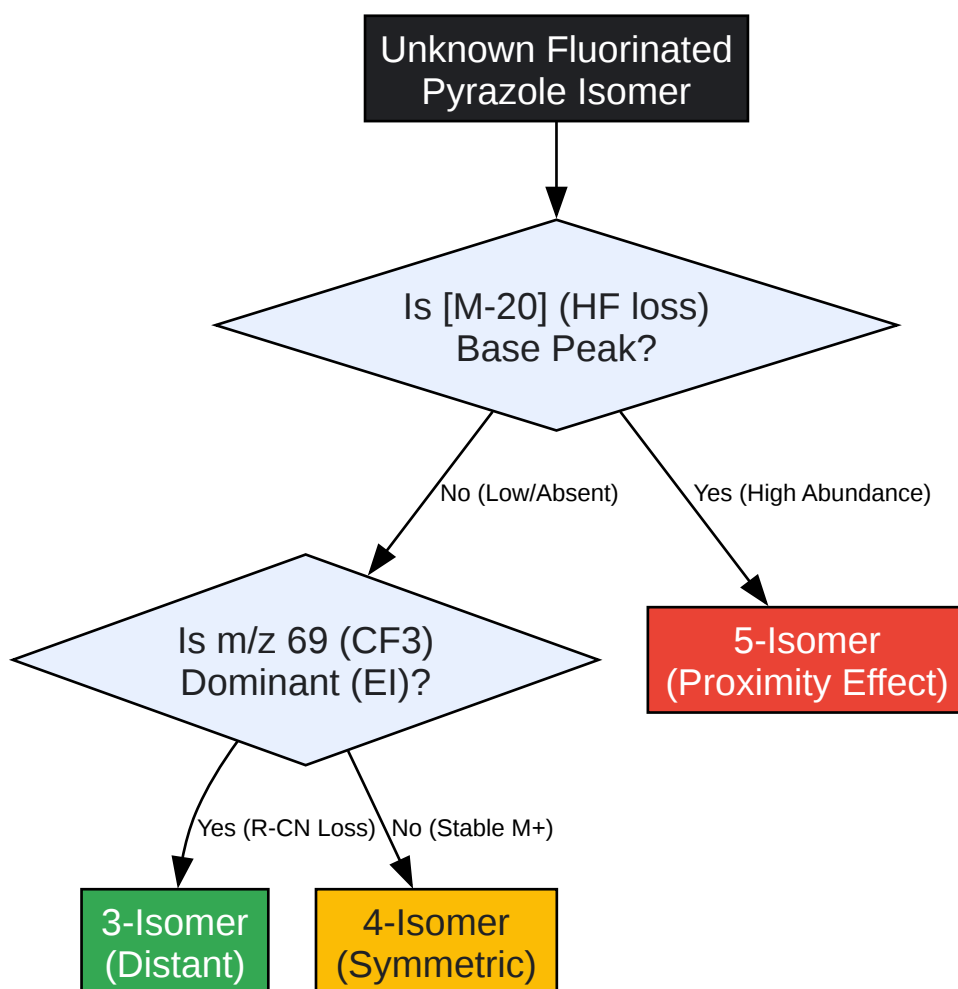 Unknown Fluorinated
Pyrazole Isomer
Is [M-20] (HF loss)
Base Peak?
No (Low/Absent)
Yes (High Abundance)
Is m/z 69 (CF3)
Dominant (EI)?
5-Isomer
(Proximity Effect)
Yes (R-CN Loss)
No (Stable M+)
3-Isomer
(Distant)
4-Isomer
(Symmetric)